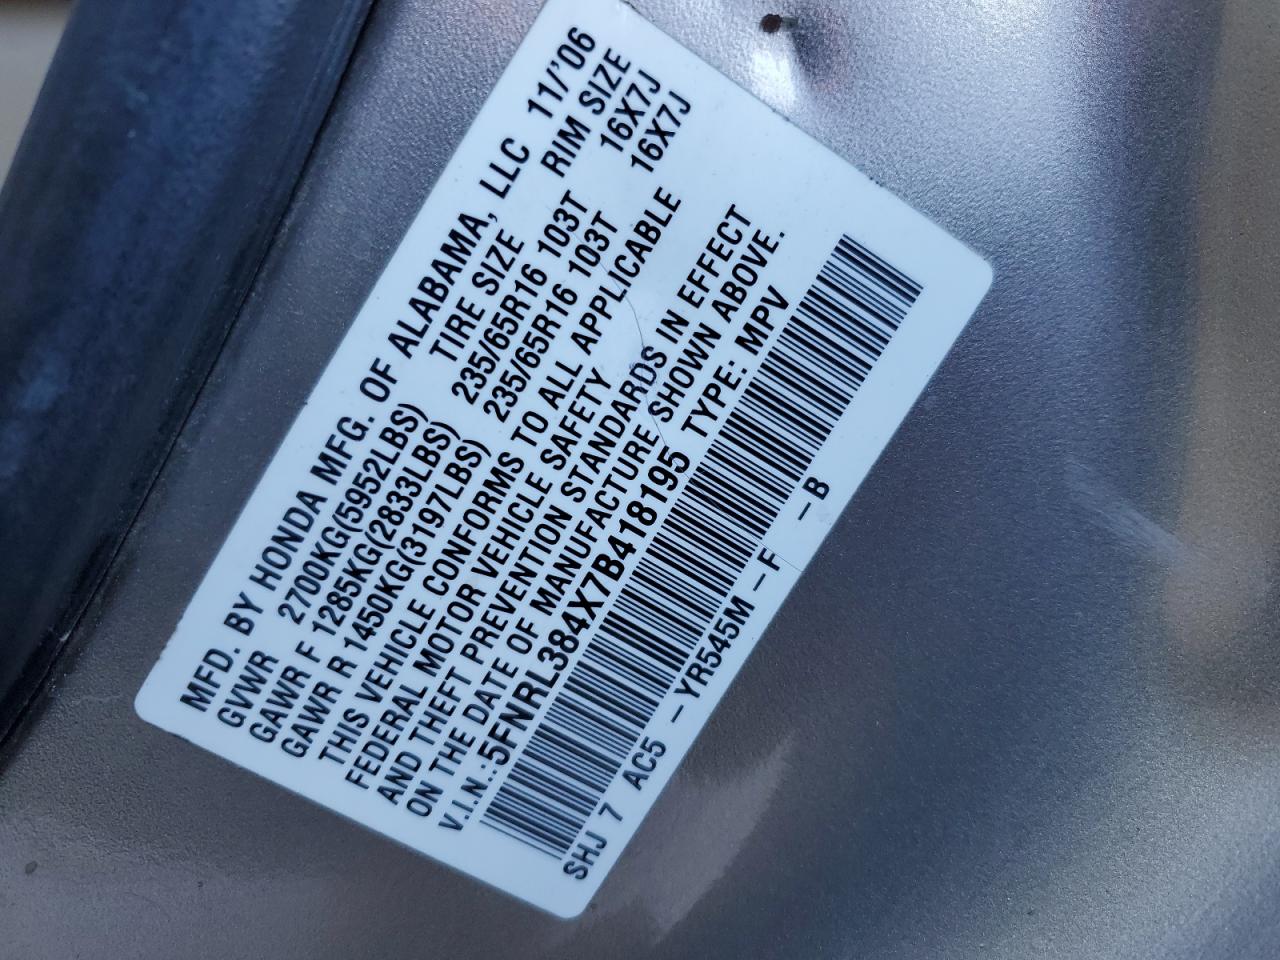 MFD. BY HONDA MFG. OF ALABAMA, LLC 11/'06
GVWR 2700KG(5952LBS) TIRE SIZE RIM SIZE
GAWR F 1285KG(2833LBS) 235/65R16 103T 16X7J
GAWR R 1450KG(3197LBS) 235/65R16 103T 16X7J
THIS VEHICLE CONFORMS TO ALL APPLICABLE
FEDERAL MOTOR VEHICLE SAFETY
AND THEFT PREVENTION STANDARDS IN EFFECT
ON THE DATE OF MANUFACTURE SHOWN ABOVE.
V.I.N.:5FNRL384X7B418195 TYPE: MPV
SHJ 7 AC5 -YR545M-F -B